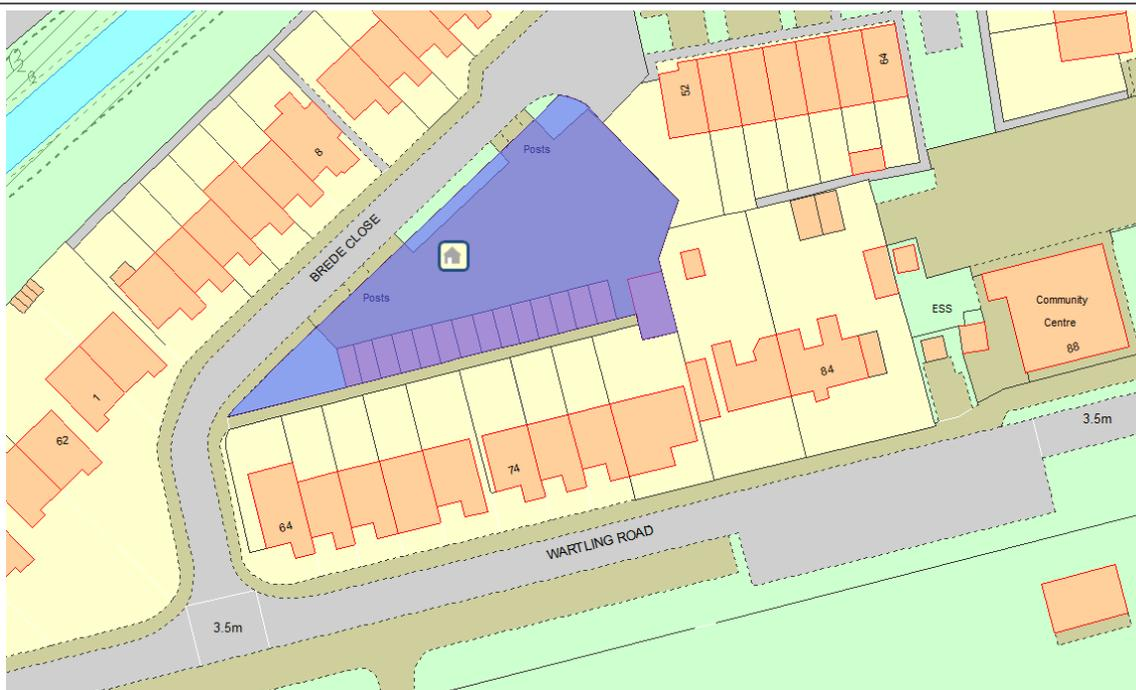 52
64
8
Posts
BREDE CLOSE
Posts
ESS
Community
Centre
88
1
84
62
74
3.5m
64
WARTLING ROAD
3.5m